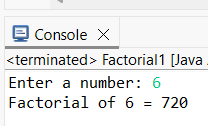 Console
<terminated> Factorial1 [Java
Enter a number: 6
Factorial of 6 = 720